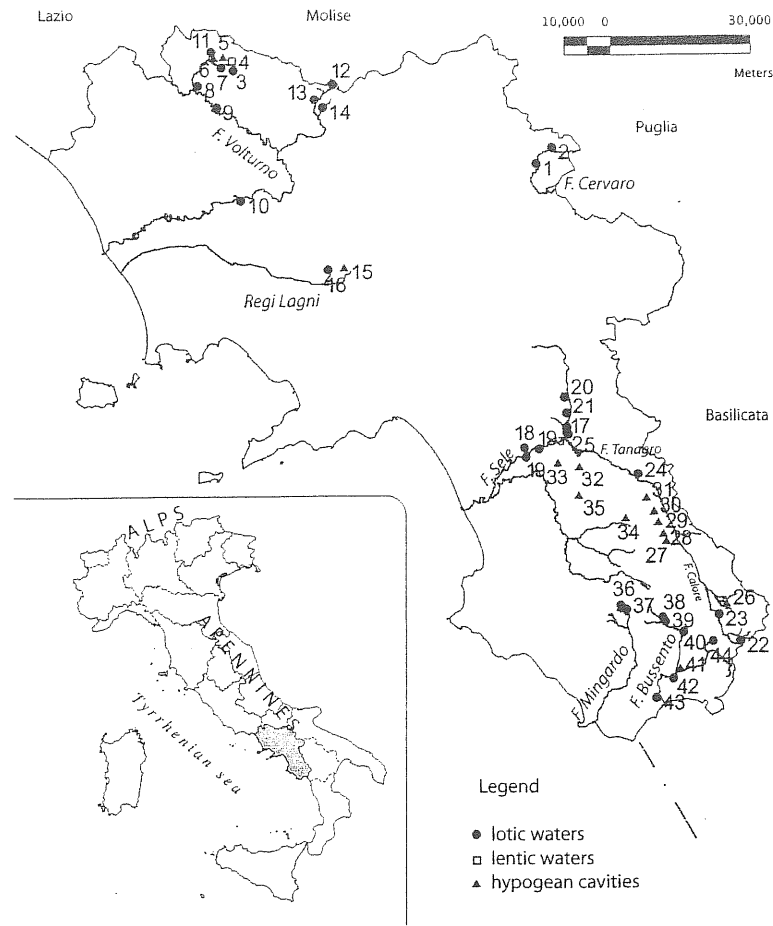 Lazio
Molise
10,000 0 30,000
Meters
11 5
4
6 7 3
8
9
12
13
14
F. Volturno
Puglia
2
1
F. Cervaro
10
15
16
Regi Lagni
20
21
17
Basilicata
18
19
25
F. Tanagro
F. Sele
19
33
32
24
31
35
30
34
29
28
27
F. Calore
36
37
38
39
26
23
40
22
44
41
42
43
F. Mingardo
F. Bussento
ALPS
APENNINES
Tyrrhenian sea
Legend
lotic waters
lentic waters
hypogean cavities